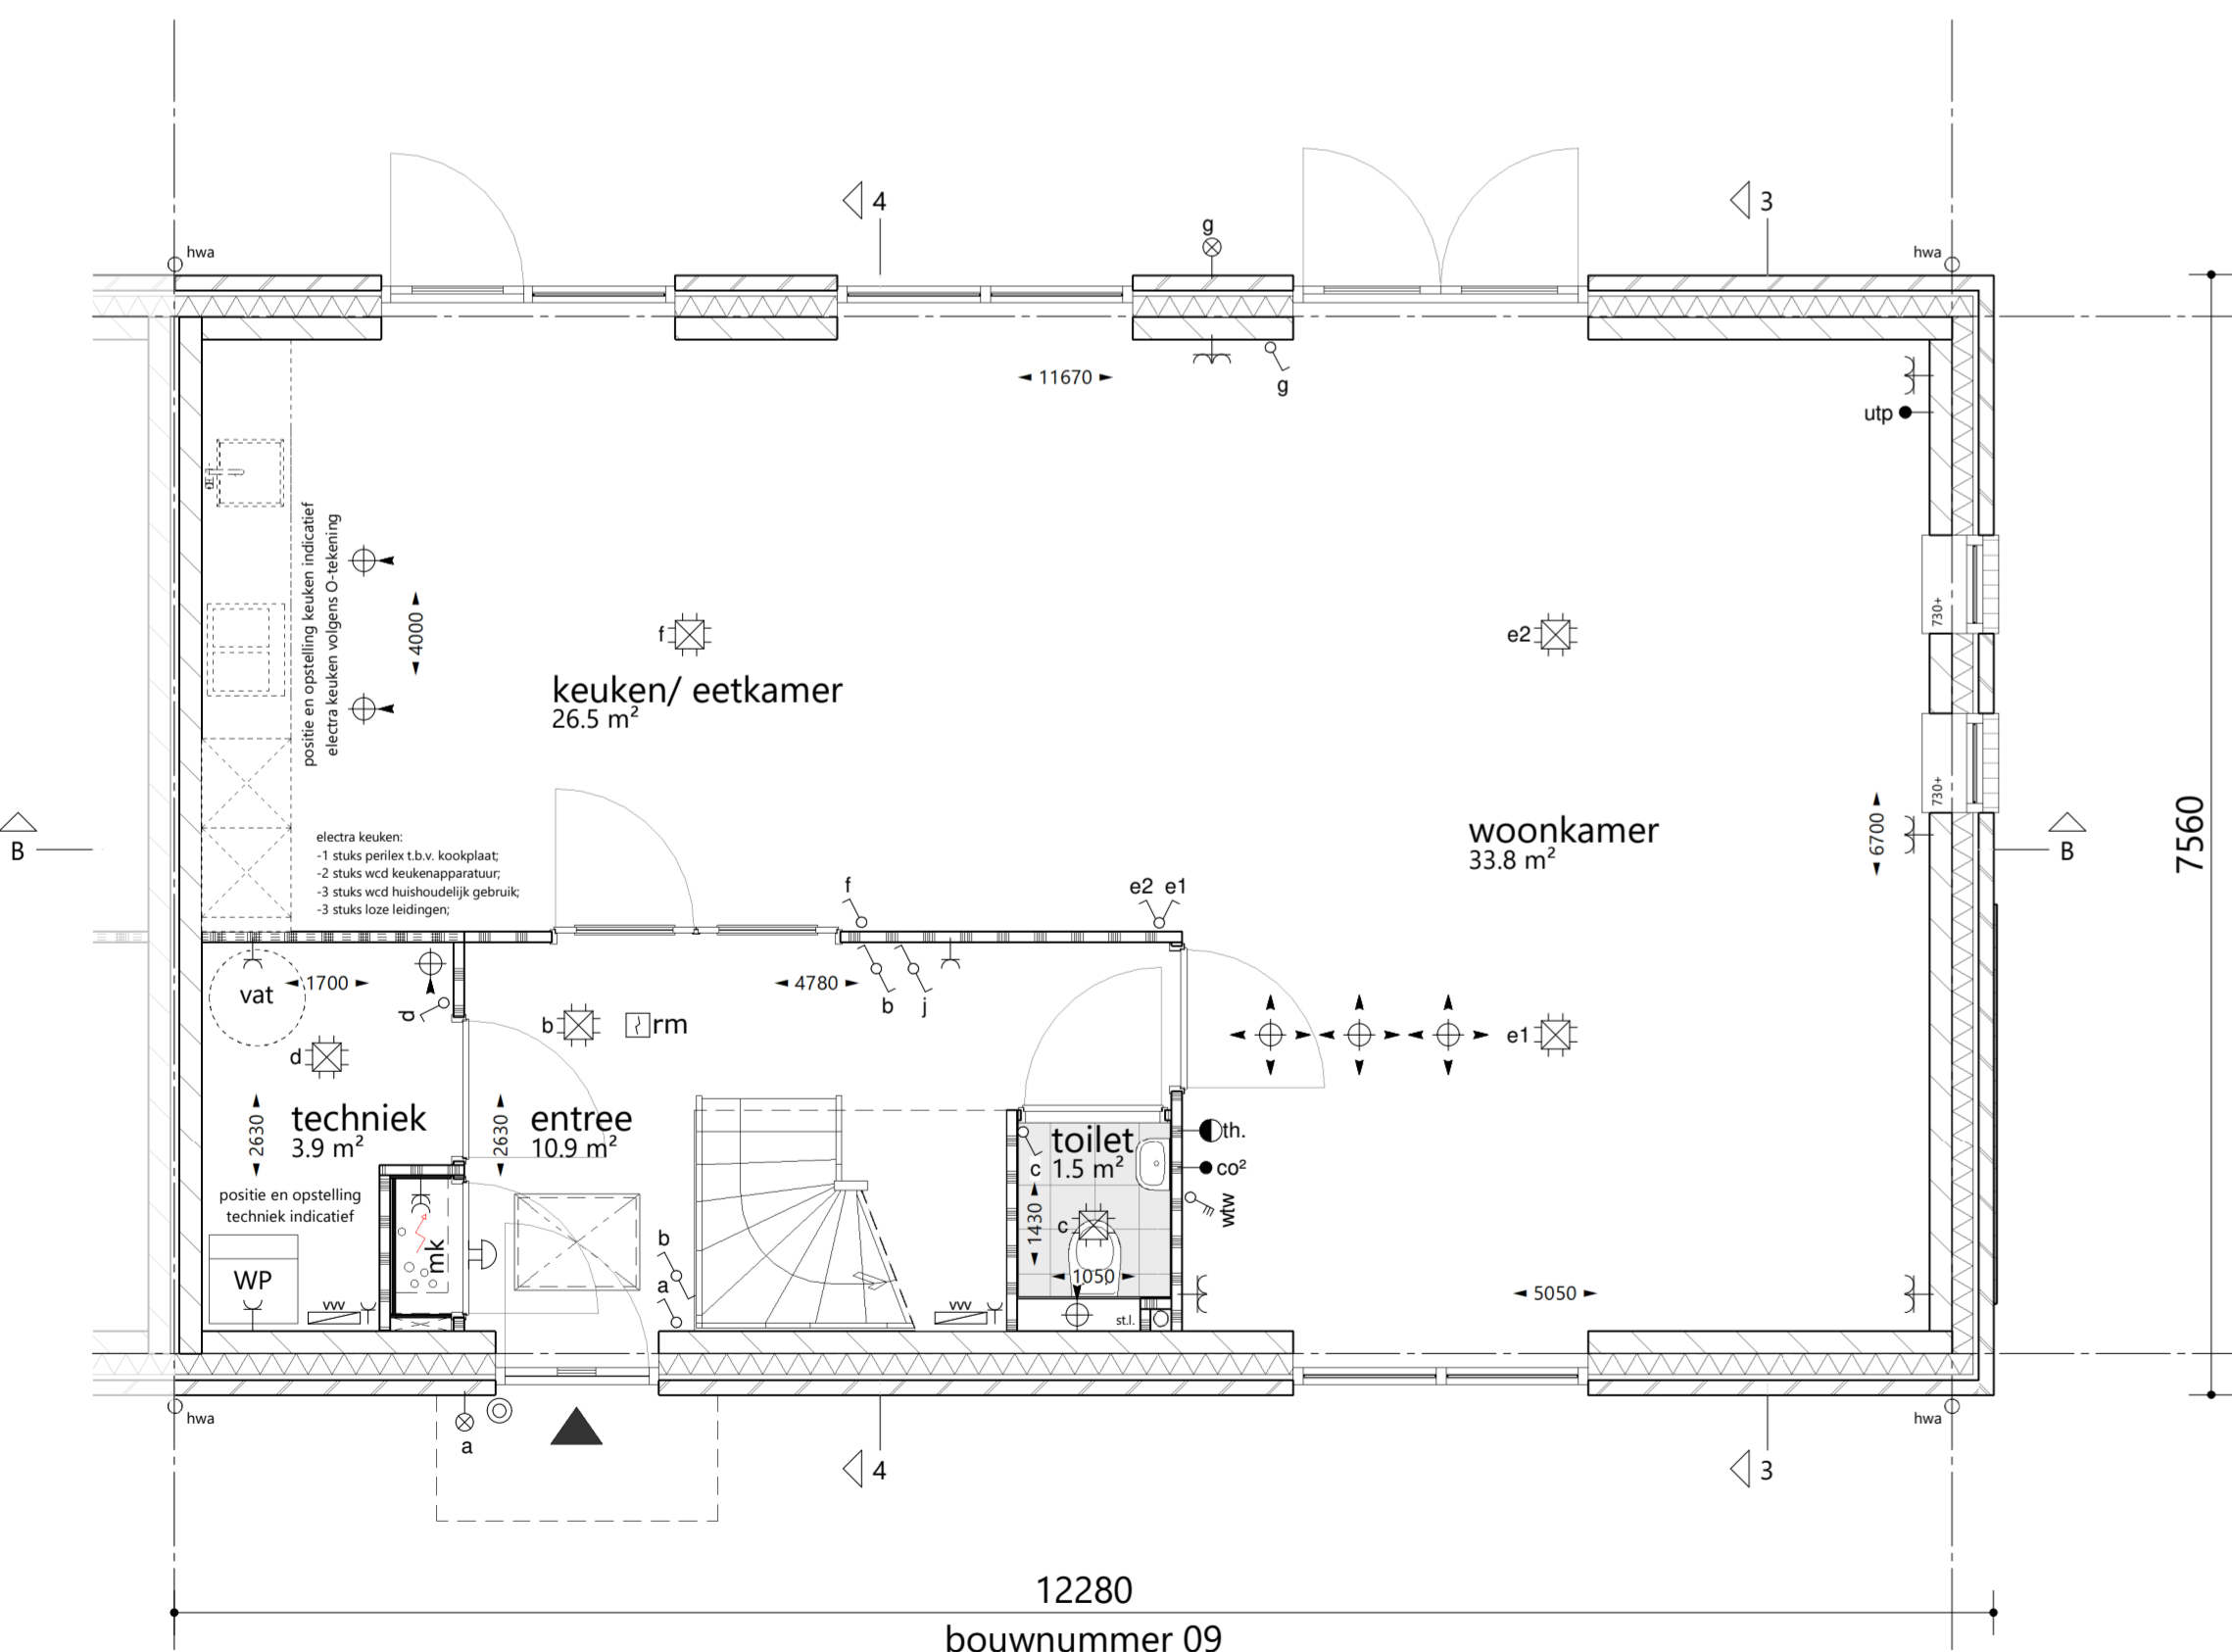 4
3
g
hwa
hwa
11670
g
utp
positie en opstelling keuken indicatief
electra keuken volgens O-tekening
4000
f
e2
730+
keuken/ eetkamer
26.5 m²
730+
woonkamer
33.8 m²
6700
7560
B
B
electra keuken:
-1 stuks perilex t.b.v. kookplaat;
-2 stuks wcd keukenapparatuur;
-3 stuks wcd huishoudelijk gebruik;
-3 stuks loze leidingen;
f
e2 e1
vat
1700
4780
d
b
j
b
rm
e1
d
2630
techniek
3.9 m²
2630
entree
10.9 m²
toilet
c 1.5 m²
th.
co²
positie en opstelling
techniek indicatief
1430
c
wtw
mk
b
WP
a
1050
5050
vvv
vvv
st.l.
hwa
a
hwa
4
3
12280
bouwnummer 09